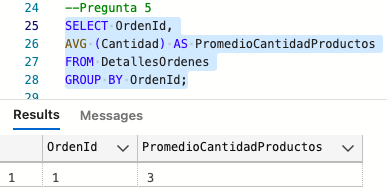 24 --Pregunta 5
25 SELECT OrdenId,
26 AVG (Cantidad) AS PromedioCantidadProductos
27 FROM DetallesOrdenes
28 GROUP BY OrdenId;
29
Results Messages
OrdenId PromedioCantidadProductos
1 1 3